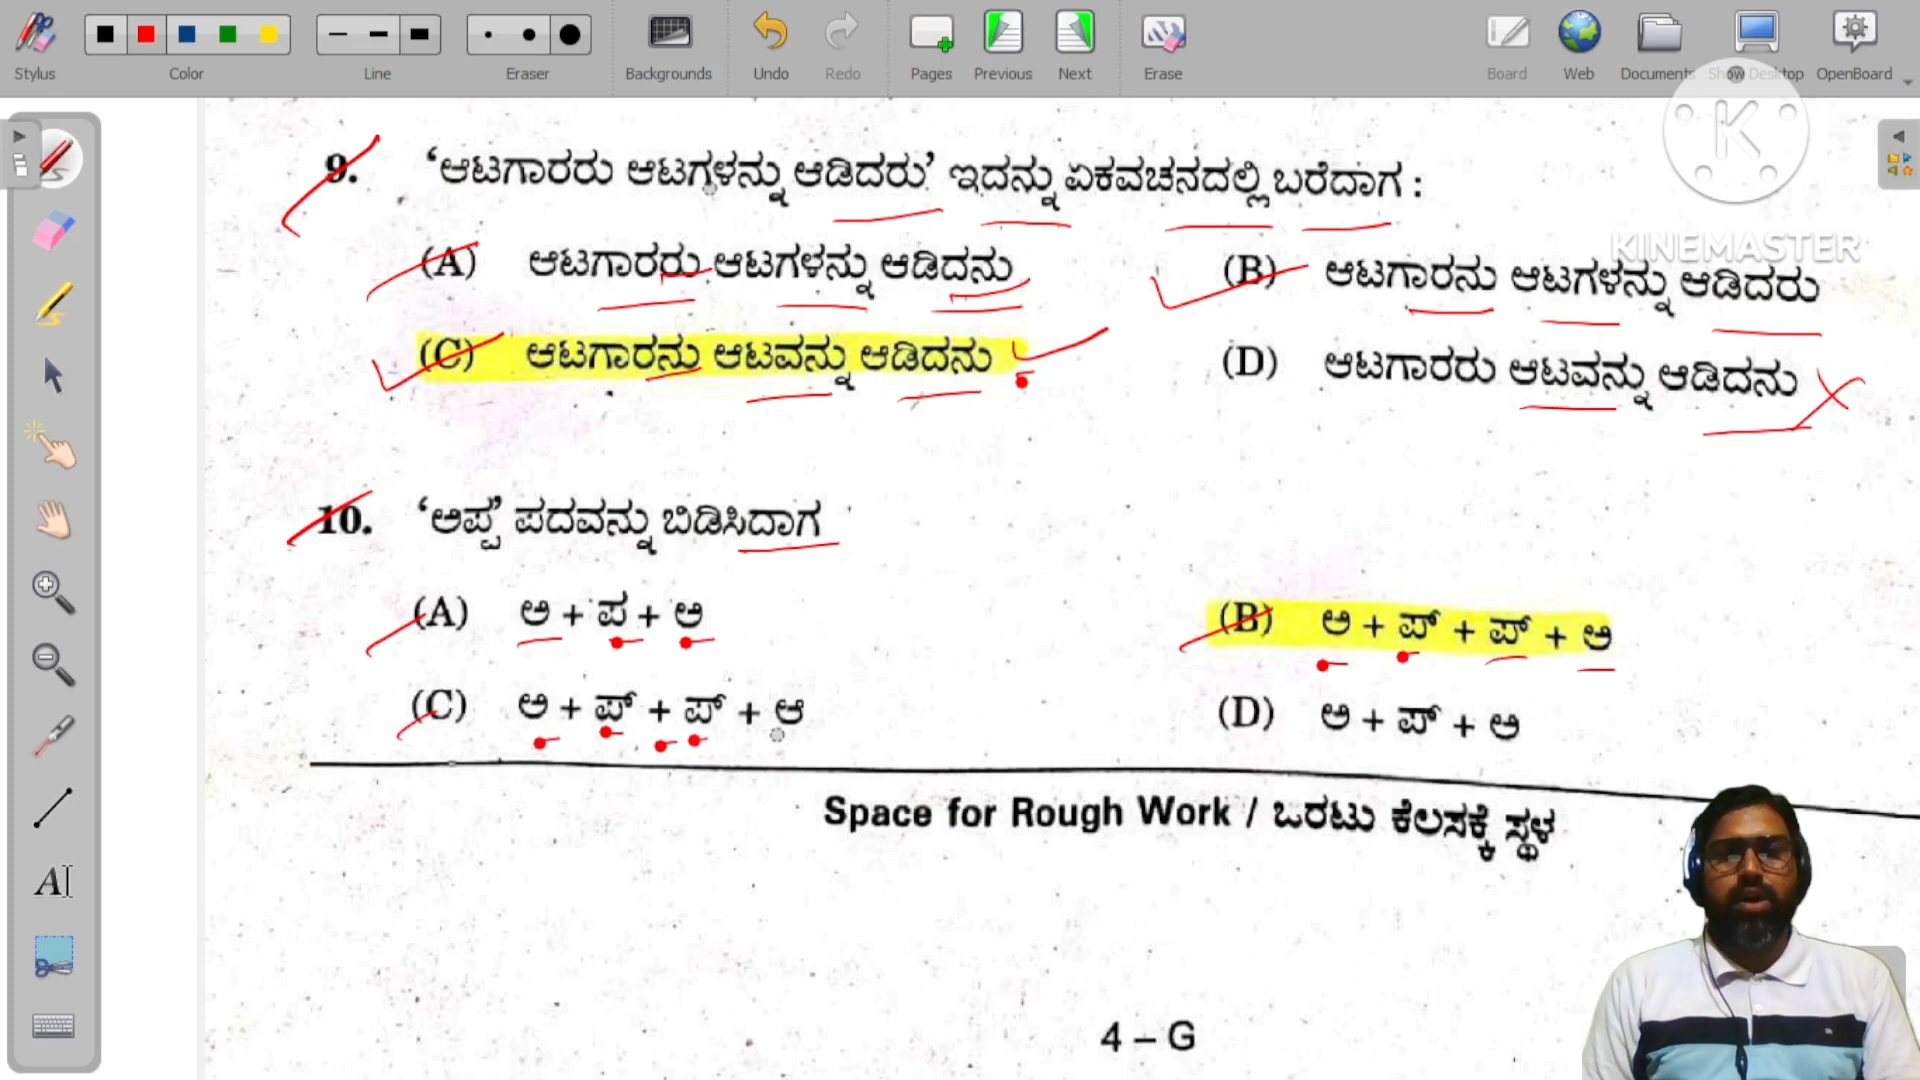 Stylus Color Line Eraser Backgrounds Undo Redo Pages Previous Next Erase Board Web Documents Show Desktop OpenBoard
K
KINEMASTER
9. ‘ಆಟಗಾರರು ಆಟಗಳನ್ನು ಆಡಿದರು’ ಇದನ್ನು ಏಕವಚನದಲ್ಲಿ ಬರೆದಾಗ :
(A) ಆಟಗಾರರು ಆಟಗಳನ್ನು ಆಡಿದನು (B) ಆಟಗಾರನು ಆಟಗಳನ್ನು ಆಡಿದರು
(C) ಆಟಗಾರನು ಆಟವನ್ನು ಆಡಿದನು (D) ಆಟಗಾರರು ಆಟವನ್ನು ಆಡಿದನು
10. ‘ಅಪ್ಪ’ ಪದವನ್ನು ಬಿಡಿಸಿದಾಗ
(A) ಅ + ಪ + ಅ (B) ಅ + ಪ್ + ಪ್ + ಅ
(C) ಅ + ಪ್ + ಪ್ + ಆ (D) ಅ + ಪ್ + ಅ
Space for Rough Work / ಒರಟು ಕೆಲಸಕ್ಕೆ ಸ್ಥಳ
4 – G